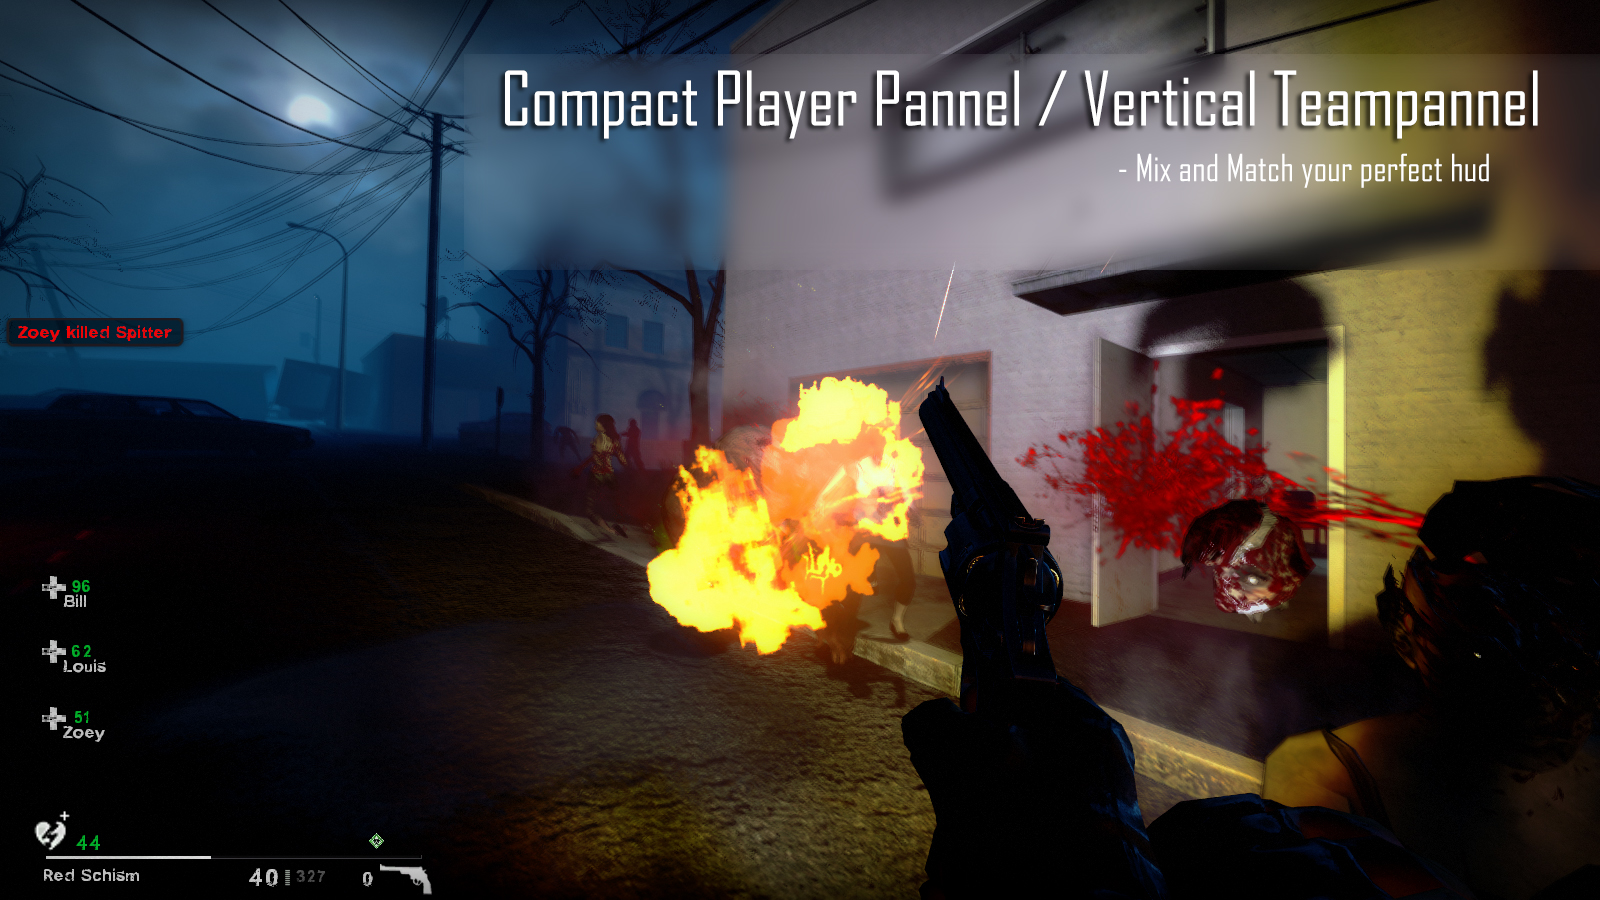 Compact Player Pannel / Vertical Teampannel
- Mix and Match your perfect hud
Zoey killed Spitter
96
Bill
62
Louis
51
Zoey
44
Red Schism
40 327 0